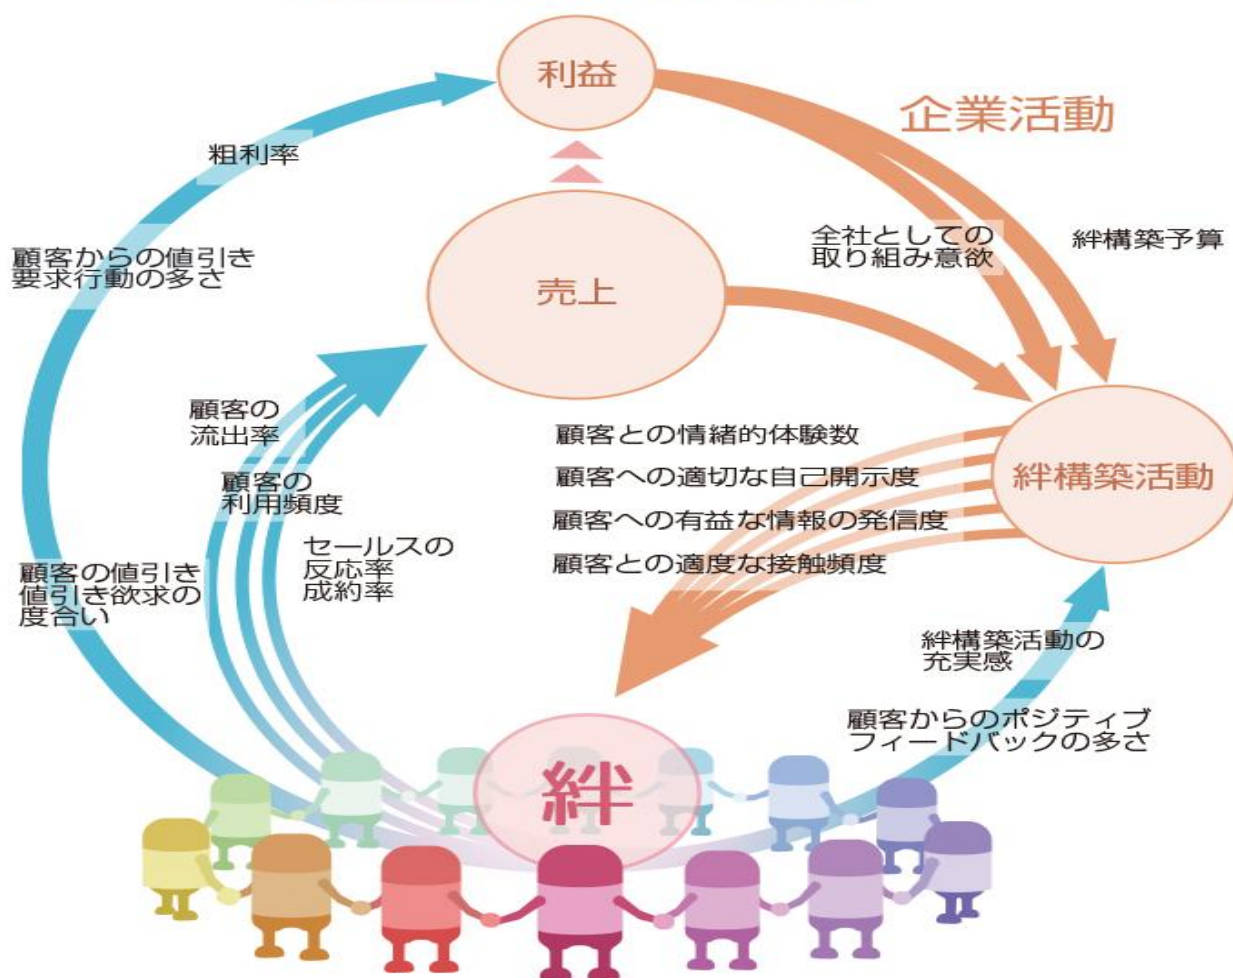 利益
企業活動
粗利率
全社としての
取り組み意欲
絆構築予算
顧客からの値引き
要求行動の多さ
売上
顧客の
流出率
顧客の
利用頻度
セールスの
反応率
成約率
顧客との情緒的体験数
顧客への適切な自己開示度
顧客への有益な情報の発信度
顧客との適度な接触頻度
絆構築活動
顧客の値引き
値引き欲求の
度合い
絆構築活動の
充実感
顧客からのポジティブ
フィードバックの多さ
絆